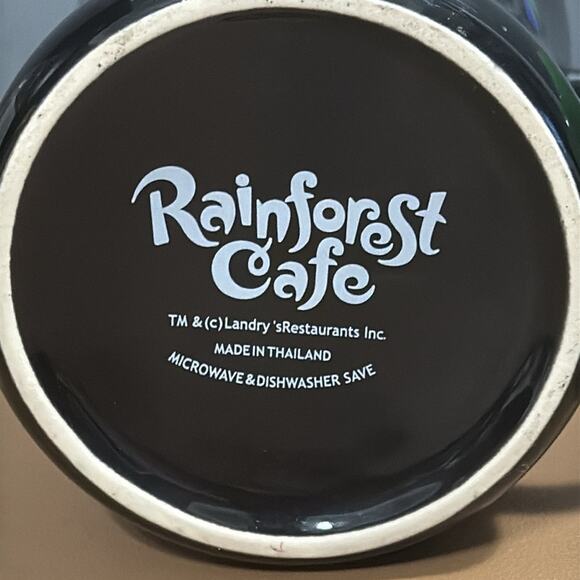 Rainforest
Cafe
TM & (c) Landry 'sRestaurants Inc.
MADE IN THAILAND
MICROWAVE & DISHWASHER SAVE